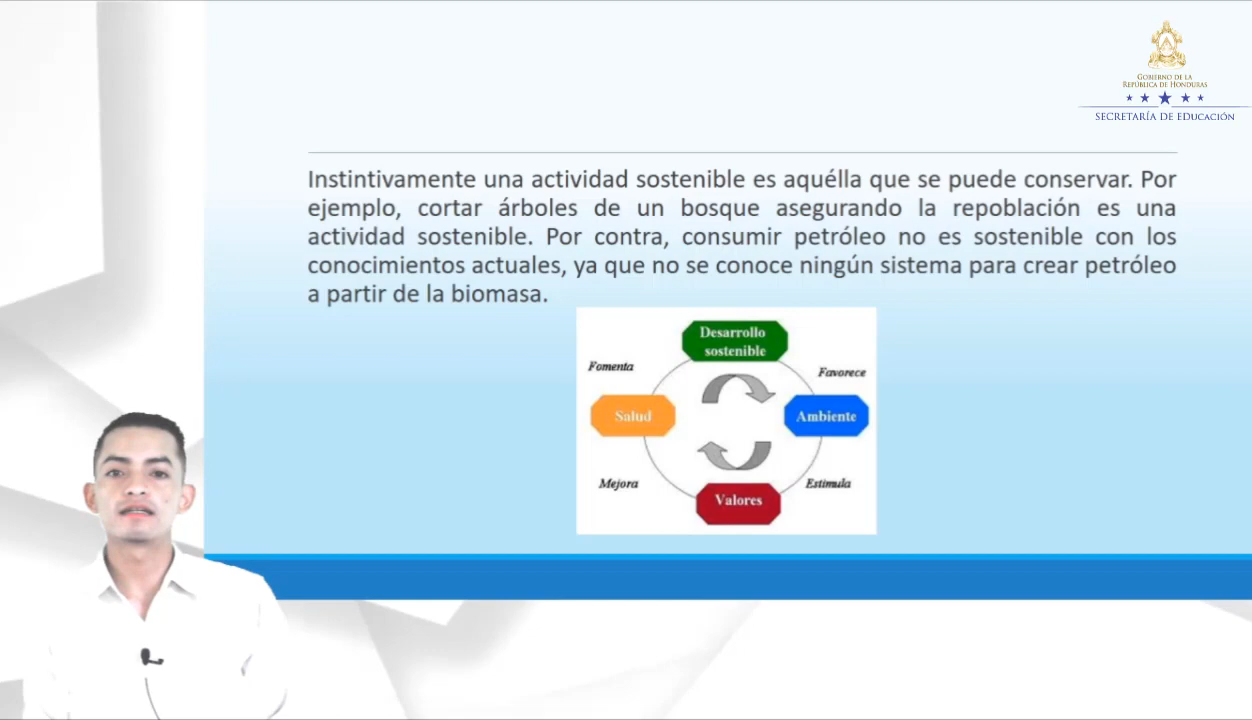 GOBIERNO DE LA
REPÚBLICA DE HONDURAS
SECRETARÍA DE EDUCACIÓN
Instintivamente una actividad sostenible es aquélla que se puede conservar. Por
ejemplo, cortar árboles de un bosque asegurando la repoblación es una
actividad sostenible. Por contra, consumir petróleo no es sostenible con los
conocimientos actuales, ya que no se conoce ningún sistema para crear petróleo
a partir de la biomasa.
Desarrollo
sostenible
Fomenta
Favorece
Salud
Ambiente
Mejora
Estimula
Valores